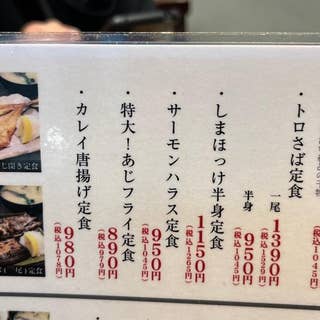 ・トロさば定食
一尾 1390円
(税込1529円)
半身 950円
(税込1045円)
・しまほっけ半身定食
1150円
(税込1265円)
・サーモンハラス定食
950円
(税込1045円)
・特大!あじフライ定食
890円
(税込979円)
・カレイ唐揚げ定食
980円
(税込1078円)
じ開き定食